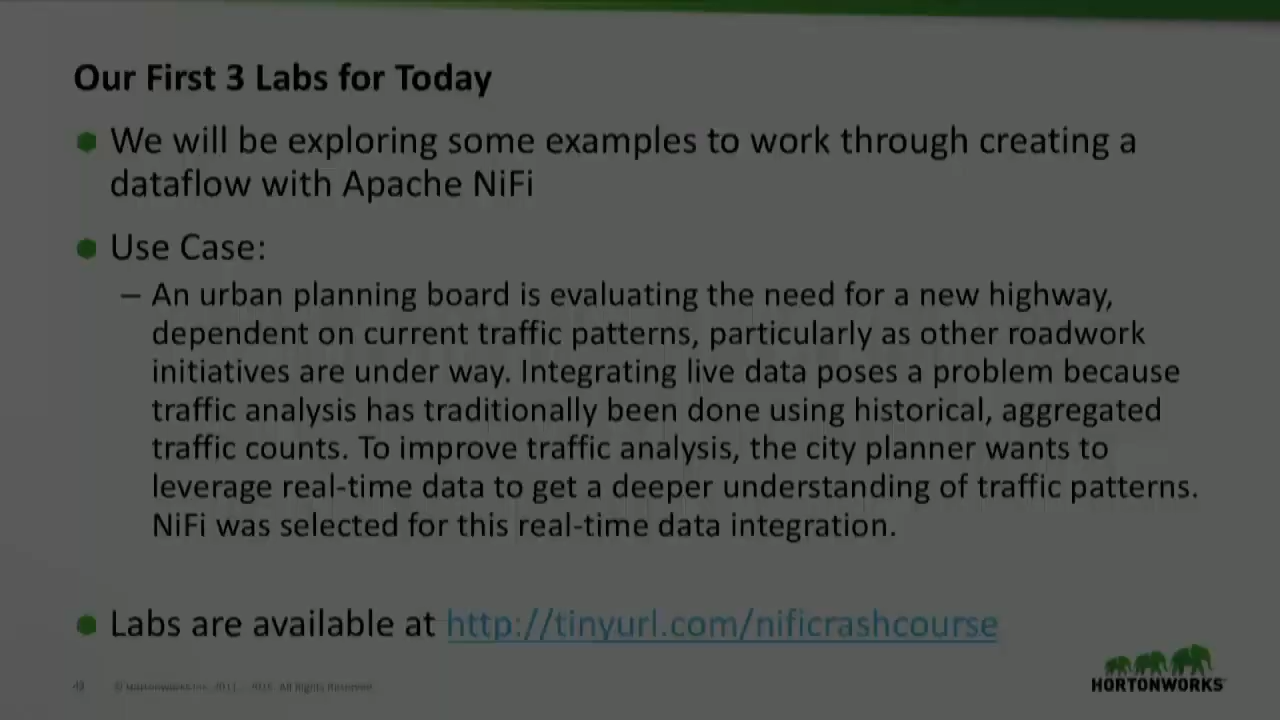 Our First 3 Labs for Today
We will be exploring some examples to work through creating a
dataflow with Apache NiFi
Use Case:
– An urban planning board is evaluating the need for a new highway,
dependent on current traffic patterns, particularly as other roadwork
initiatives are under way. Integrating live data poses a problem because
traffic analysis has traditionally been done using historical, aggregated
traffic counts. To improve traffic analysis, the city planner wants to
leverage real-time data to get a deeper understanding of traffic patterns.
NiFi was selected for this real-time data integration.
Labs are available at http://tinyurl.com/nificrashcourse
© Hortonworks Inc. All Rights Reserved
HORTONWORKS